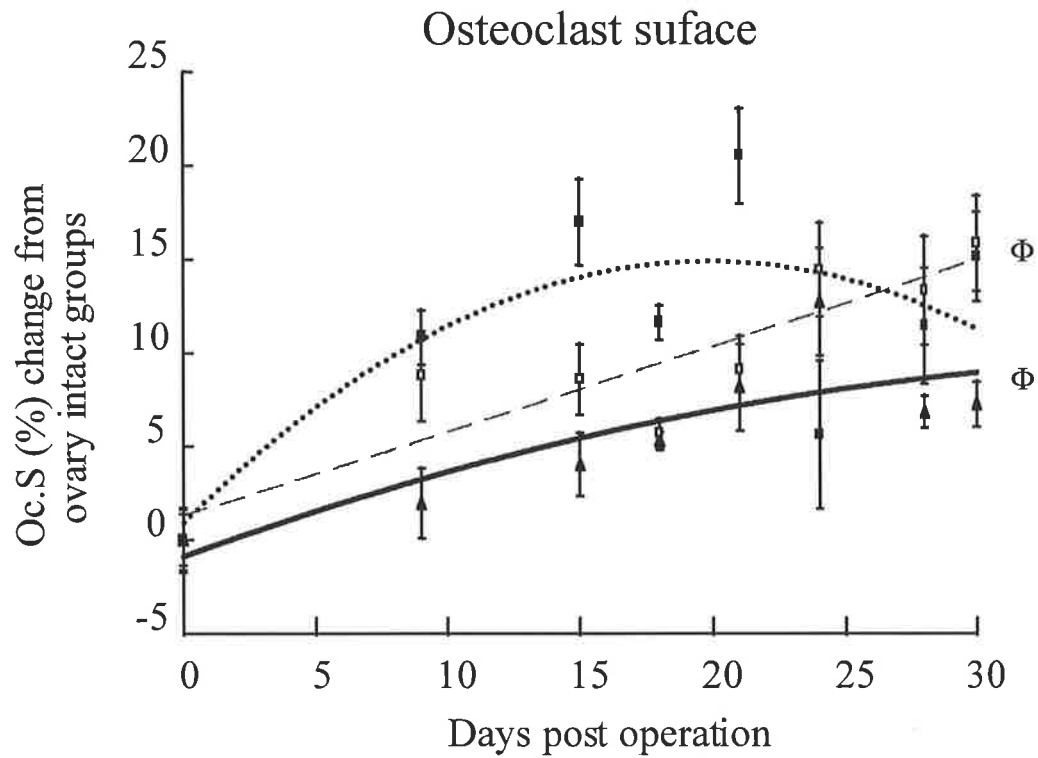 Osteoclast suface
25
20
15
10
5
0
-5
Oc.S (%) change from
ovary intact groups
Φ
Φ
0 5 10 15 20 25 30
Days post operation